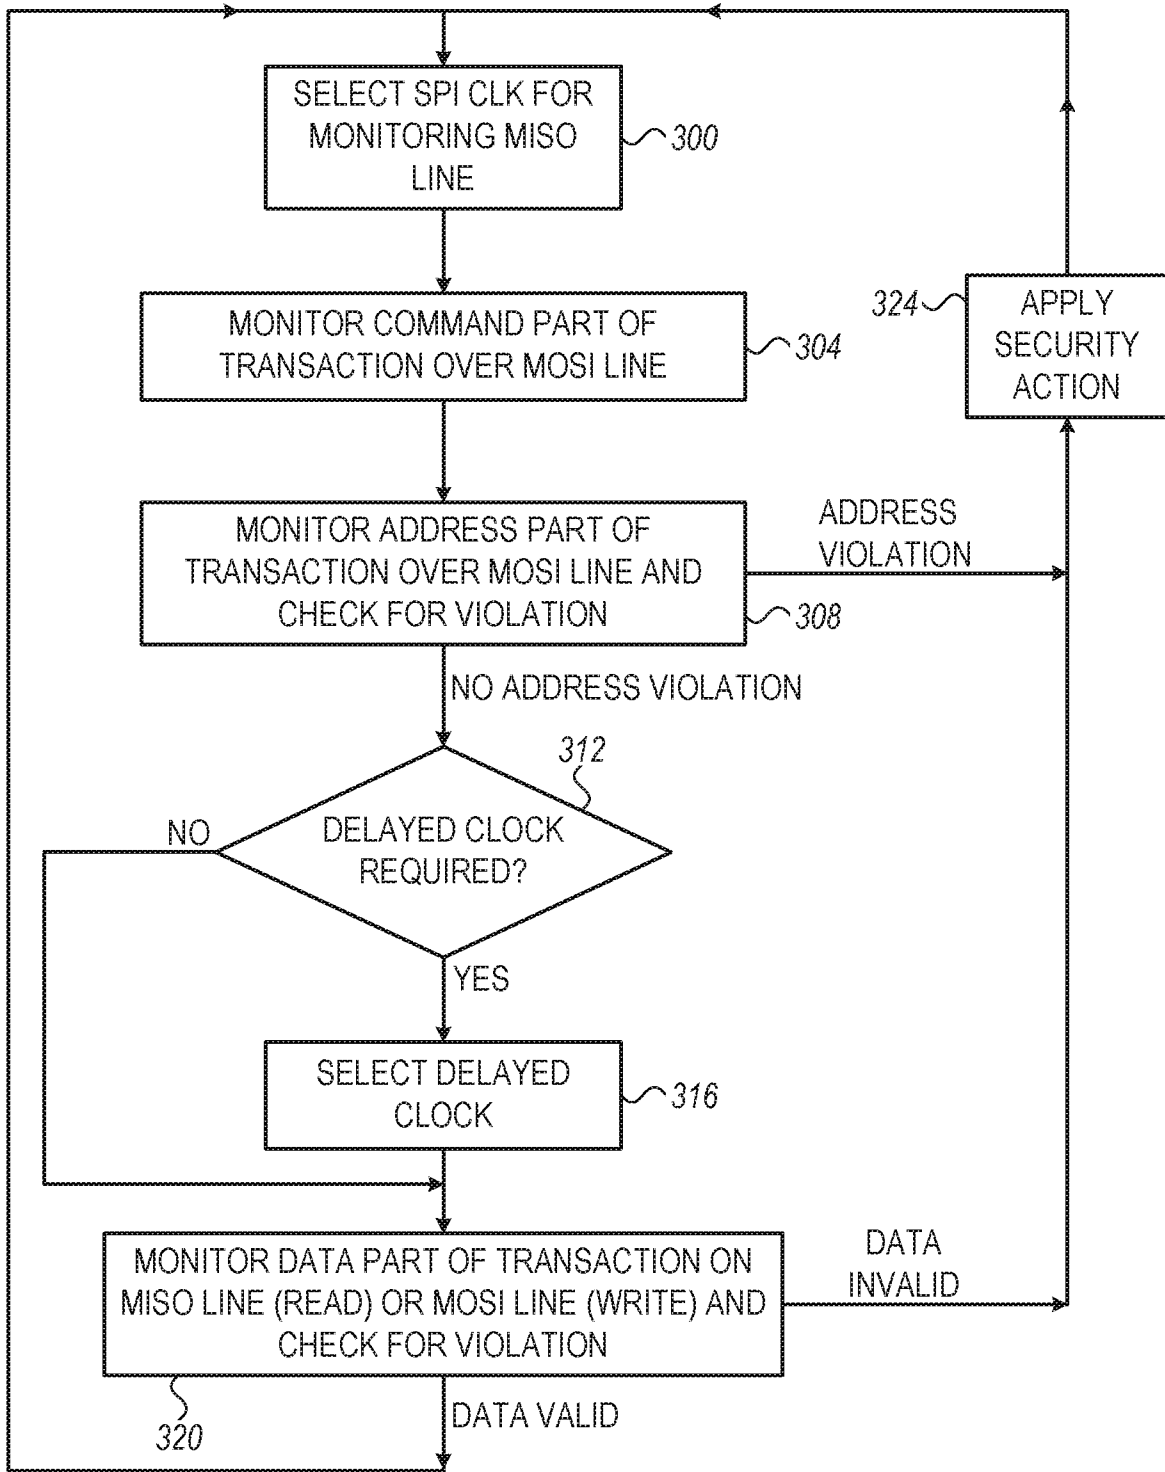 SELECT SPI CLK FOR
MONITORING MISO
LINE
300
MONITOR COMMAND PART OF
TRANSACTION OVER MOSI LINE
304
324
APPLY
SECURITY
ACTION
MONITOR ADDRESS PART OF
TRANSACTION OVER MOSI LINE AND
CHECK FOR VIOLATION
308
ADDRESS
VIOLATION
NO ADDRESS VIOLATION
312
DELAYED CLOCK
REQUIRED?
NO
YES
SELECT DELAYED
CLOCK
316
MONITOR DATA PART OF TRANSACTION ON
MISO LINE (READ) OR MOSI LINE (WRITE) AND
CHECK FOR VIOLATION
320
DATA
INVALID
DATA VALID